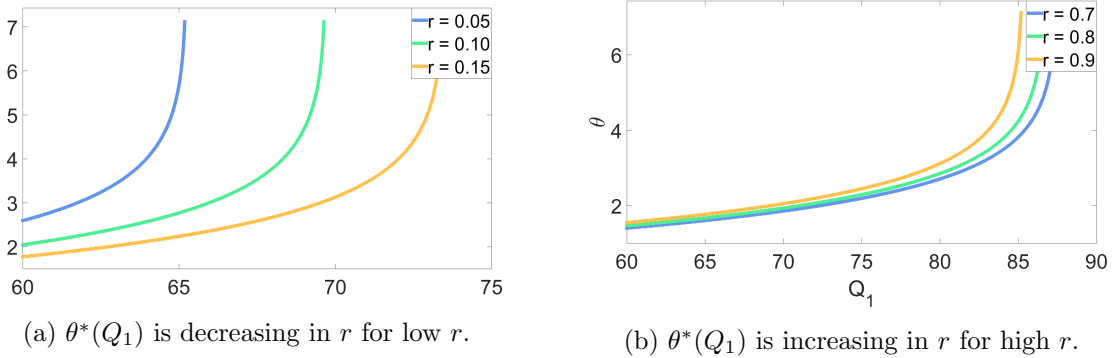 7
6
5
4
3
2
60
65
70
75
r = 0.05
r = 0.10
r = 0.15
(a) θ*(Q₁) is decreasing in r for low r.
6
4
2
θ
60
65
70
75
80
85
90
Q₁
r = 0.7
r = 0.8
r = 0.9
(b) θ*(Q₁) is increasing in r for high r.